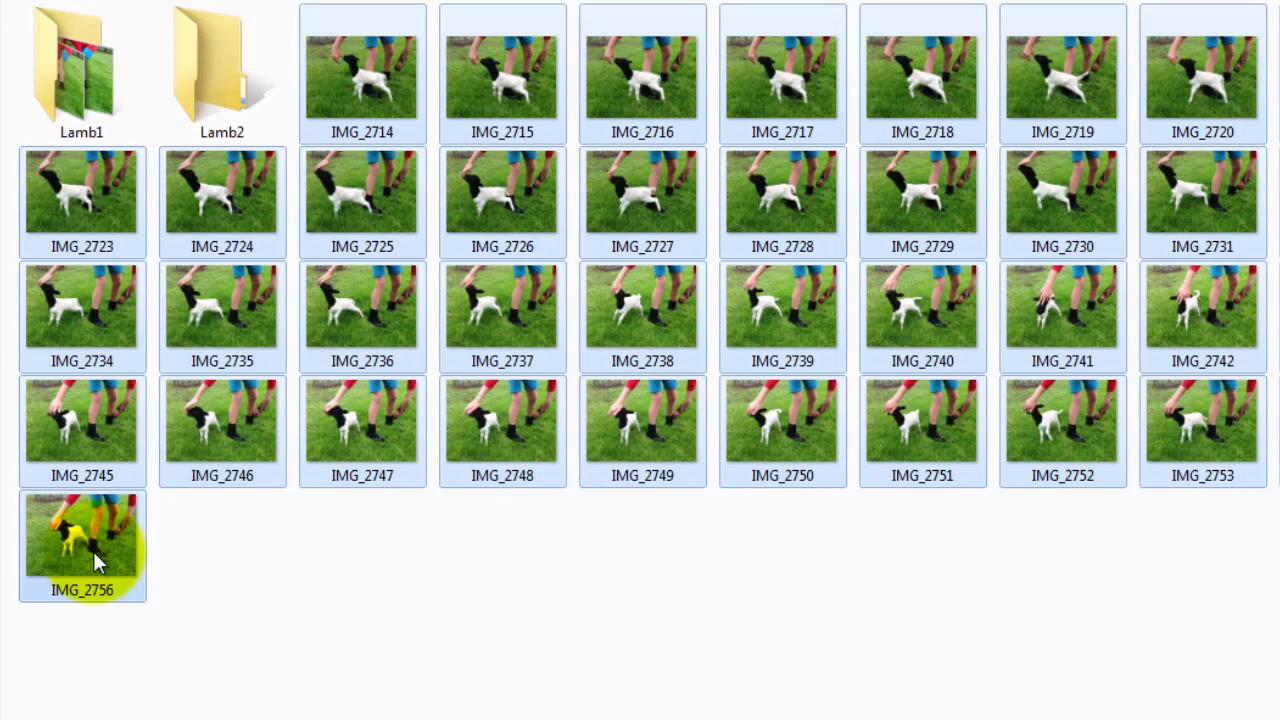 Lamb1 Lamb2 IMG_2714 IMG_2715 IMG_2716 IMG_2717 IMG_2718 IMG_2719 IMG_2720
IMG_2723 IMG_2724 IMG_2725 IMG_2726 IMG_2727 IMG_2728 IMG_2729 IMG_2730 IMG_2731
IMG_2734 IMG_2735 IMG_2736 IMG_2737 IMG_2738 IMG_2739 IMG_2740 IMG_2741 IMG_2742
IMG_2745 IMG_2746 IMG_2747 IMG_2748 IMG_2749 IMG_2750 IMG_2751 IMG_2752 IMG_2753
IMG_2756